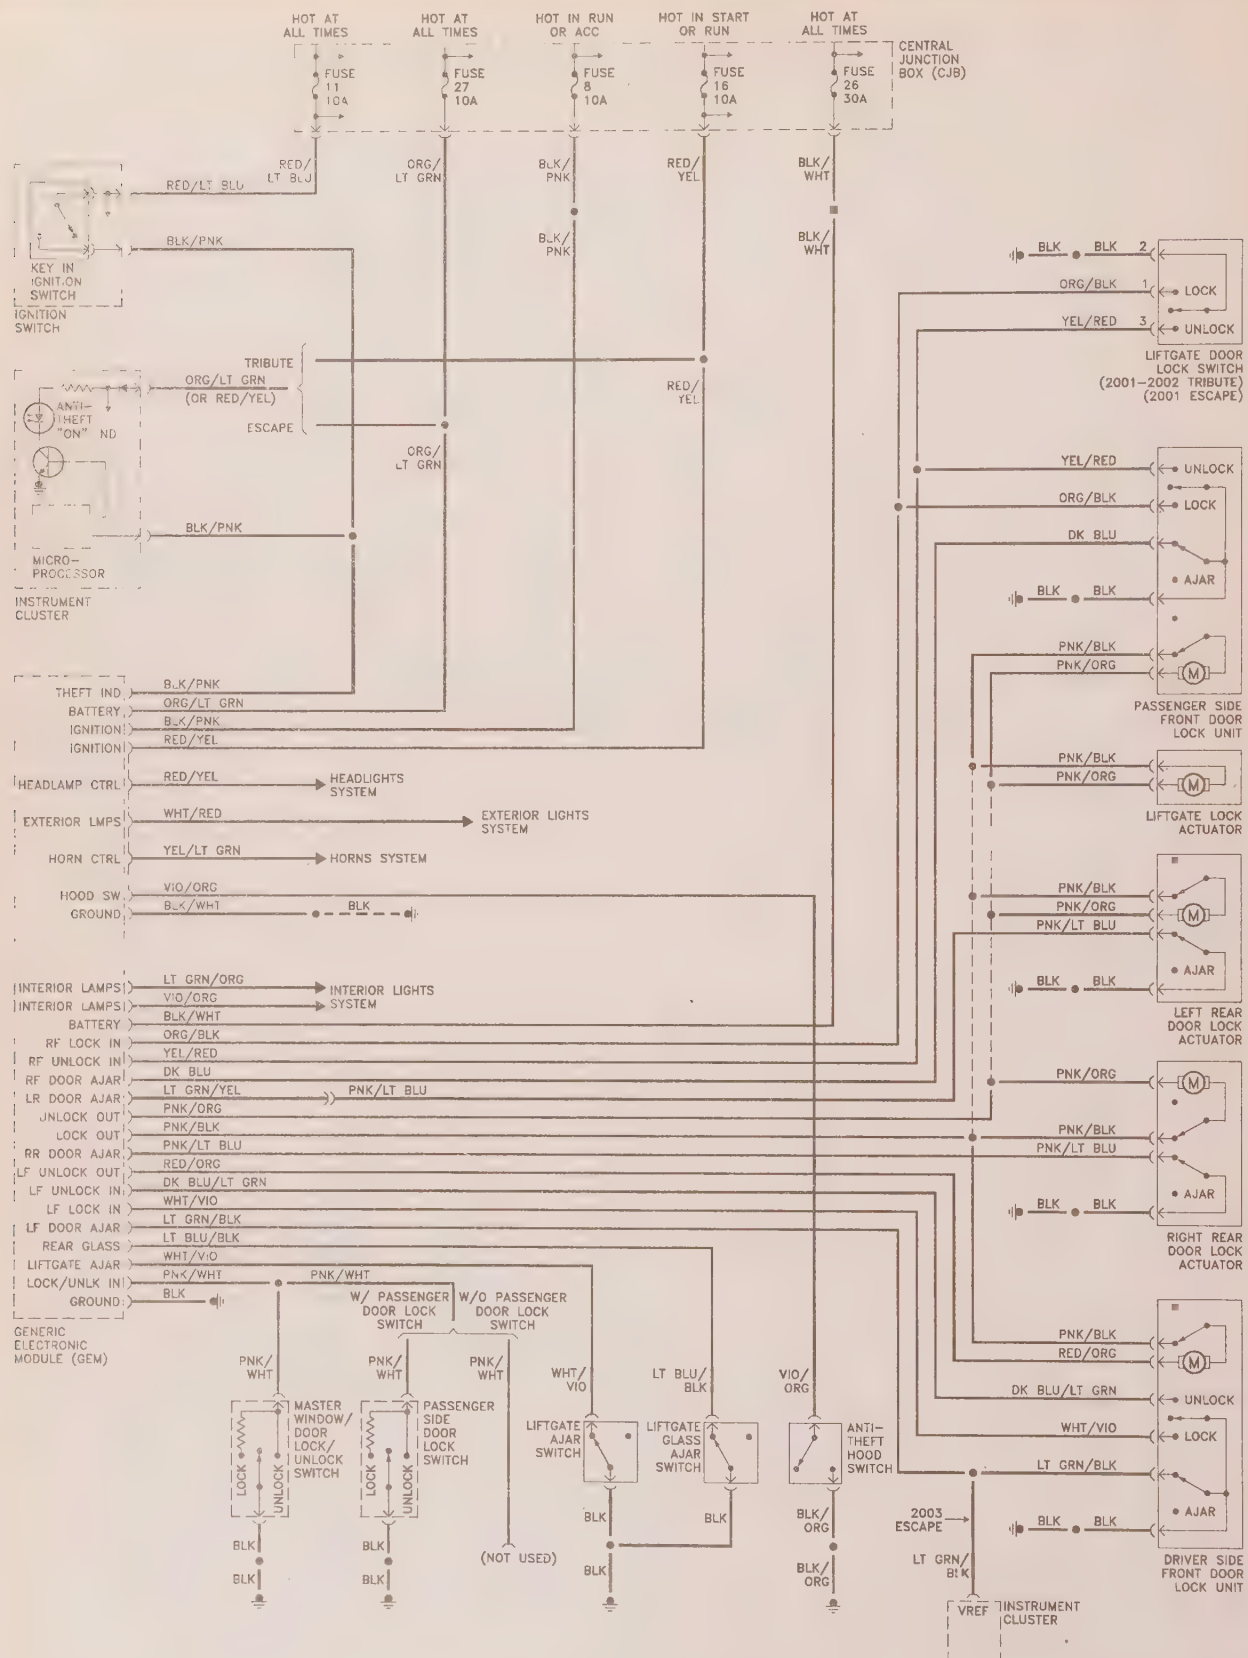 HOT AT
ALL TIMES
HOT AT
ALL TIMES
HOT IN RUN
OR ACC
HOT IN START
OR RUN
HOT AT
ALL TIMES
CENTRAL
JUNCTION
BOX (CJB)
FUSE
11
10A
FUSE
27
10A
FUSE
8
10A
FUSE
16
10A
FUSE
26
30A
RED/
LT BLU
ORG/
LT GRN
BLK/
PNK
RED/
YEL
BLK/
WHT
RED/LT BLU
BLK/PNK
BLK/
PNK
BLK/
WHT
KEY IN
IGNITION
SWITCH
IGNITION
SWITCH
BLK BLK 2
ORG/BLK 1 LOCK
YEL/RED 3 UNLOCK
LIFTGATE DOOR
LOCK SWITCH
(2001-2002 TRIBUTE)
(2001 ESCAPE)
TRIBUTE
ORG/LT GRN
(OR RED/YEL)
ESCAPE
RED/
YEL
ORG/
LT GRN
ANTI-
THEFT
"ON" IND
BLK/PNK
MICRO-
PROCESSOR
INSTRUMENT
CLUSTER
YEL/RED UNLOCK
ORG/BLK LOCK
DK BLU
AJAR
BLK BLK
PNK/BLK
PNK/ORG M
PASSENGER SIDE
FRONT DOOR
LOCK UNIT
THEFT IND BLK/PNK
BATTERY ORG/LT GRN
IGNITION BLK/PNK
IGNITION RED/YEL
HEADLAMP CTRL RED/YEL HEADLIGHTS
SYSTEM
EXTERIOR LMPS WHT/RED EXTERIOR LIGHTS
SYSTEM
HORN CTRL YEL/LT GRN HORNS SYSTEM
HOOD SW VIO/ORG
GROUND BLK/WHT BLK
PNK/BLK
PNK/ORG M
LIFTGATE LOCK
ACTUATOR
PNK/BLK
PNK/ORG M
PNK/LT BLU
AJAR
BLK BLK
LEFT REAR
DOOR LOCK
ACTUATOR
INTERIOR LAMPS LT GRN/ORG INTERIOR LIGHTS
INTERIOR LAMPS VIO/ORG SYSTEM
BATTERY BLK/WHT
RF LOCK IN ORG/BLK
RF UNLOCK IN YEL/RED
RF DOOR AJAR DK BLU
LR DOOR AJAR LT GRN/YEL PNK/LT BLU
UNLOCK OUT PNK/ORG
LOCK OUT PNK/BLK
RR DOOR AJAR PNK/LT BLU
LF UNLOCK OUT RED/ORG
LF UNLOCK IN DK BLU/LT GRN
LF LOCK IN WHT/VIO
LF DOOR AJAR LT GRN/BLK
REAR GLASS LT BLU/BLK
LIFTGATE AJAR WHT/VIO
LOCK/UNLK IN PNK/WHT PNK/WHT
GROUND BLK
GENERIC
ELECTRONIC
MODULE (GEM)
PNK/ORG M
PNK/BLK
PNK/LT BLU
AJAR
BLK BLK
RIGHT REAR
DOOR LOCK
ACTUATOR
W/ PASSENGER
DOOR LOCK
SWITCH
W/O PASSENGER
DOOR LOCK
SWITCH
PNK/
WHT
PNK/
WHT
PNK/
WHT
WHT/
VIO
LT BLU/
BLK
VIO/
ORG
MASTER
WINDOW/
DOOR
LOCK/
UNLOCK
SWITCH
LOCK
UNLOCK
PASSENGER
SIDE
DOOR
LOCK
SWITCH
LOCK
UNLOCK
LIFTGATE
AJAR
SWITCH
LIFTGATE
GLASS
AJAR
SWITCH
ANTI-
THEFT
HOOD
SWITCH
BLK
BLK
BLK
BLK
(NOT USED)
BLK
BLK
BLK
BLK/
ORG
BLK/
ORG
PNK/BLK
RED/ORG M
DK BLU/LT GRN UNLOCK
WHT/VIO LOCK
LT GRN/BLK
AJAR
BLK BLK
DRIVER SIDE
FRONT DOOR
LOCK UNIT
2003
ESCAPE
LT GRN/
BLK
VREF
INSTRUMENT
CLUSTER